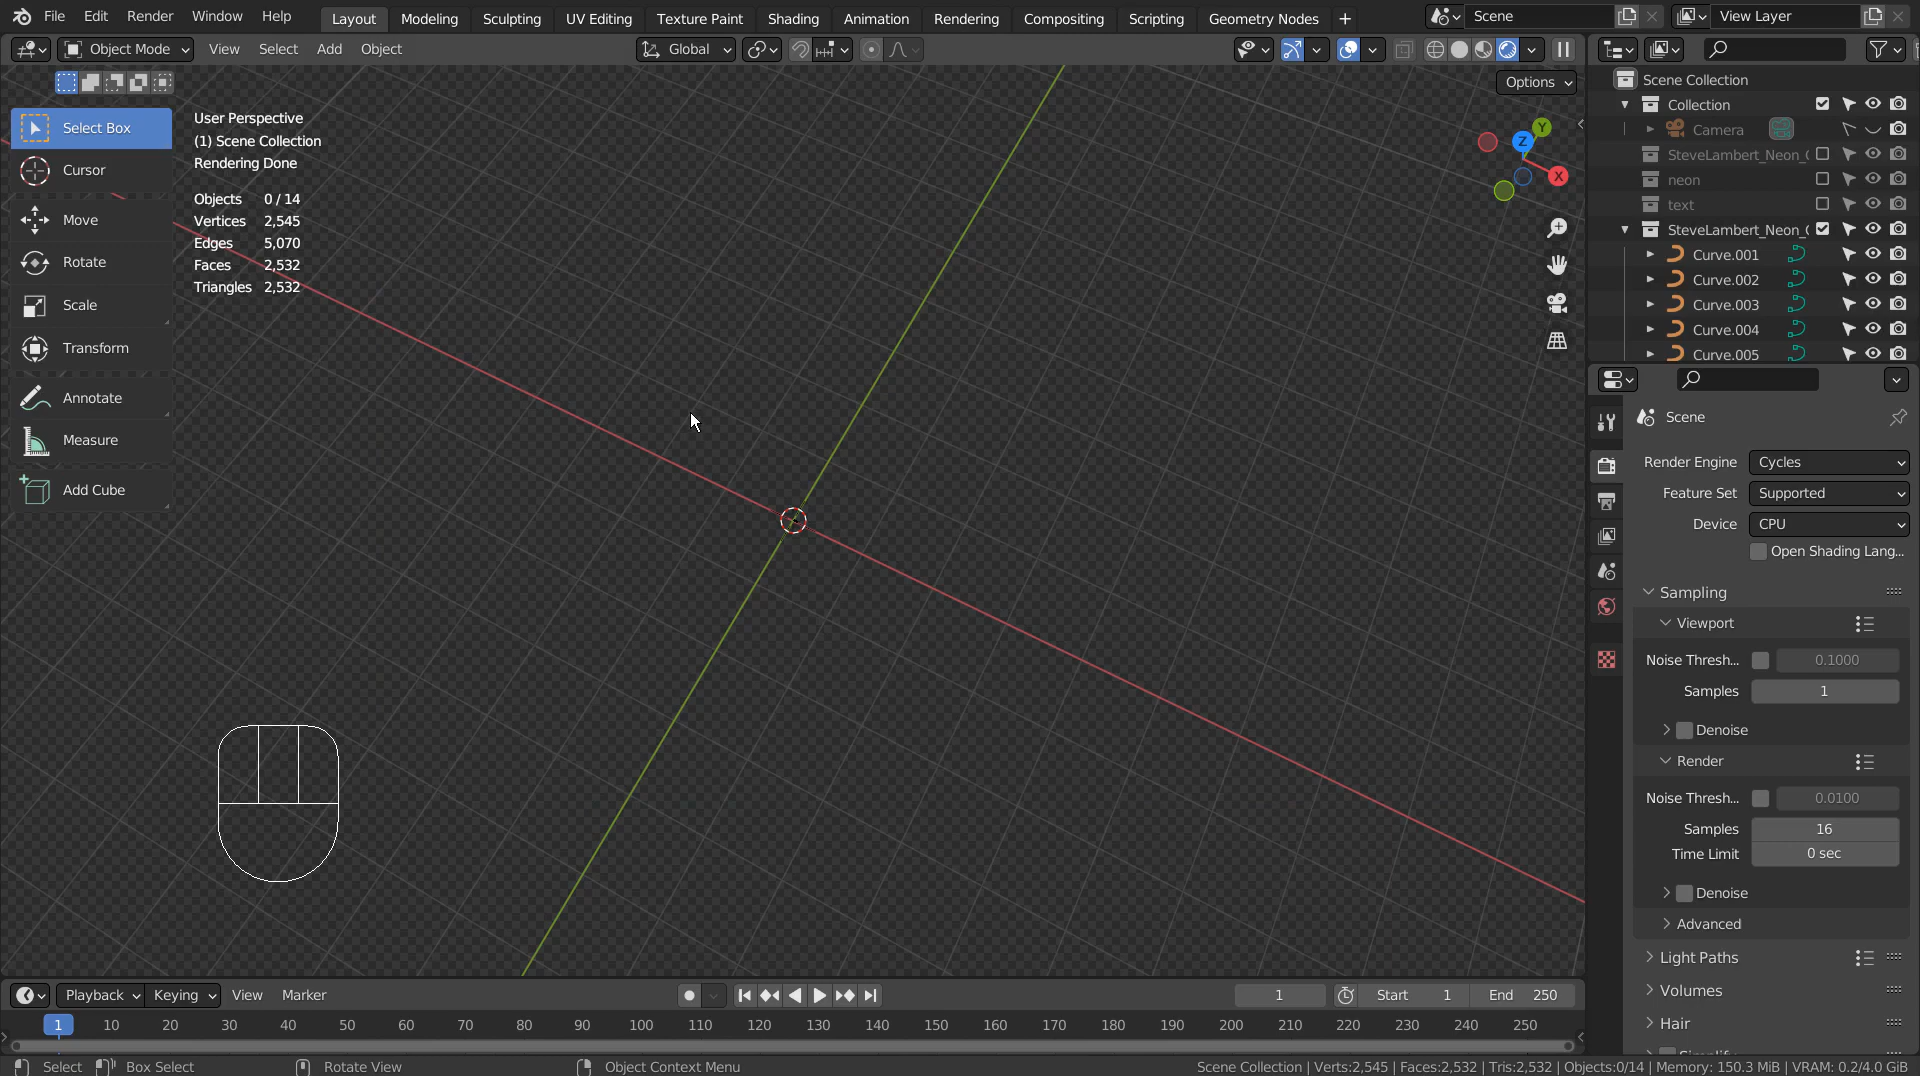 File Edit Render Window Help Layout Modeling Sculpting UV Editing Texture Paint Shading Animation Rendering Compositing Scripting Geometry Nodes + Scene View Layer
Object Mode View Select Add Object Global
Options
Select Box
Cursor
Move
Rotate
Scale
Transform
Annotate
Measure
Add Cube
User Perspective
(1) Scene Collection
Rendering Done
Objects 0 / 14
Vertices 2,545
Edges 5,070
Faces 2,532
Triangles 2,532
Y
Z
X
Scene Collection
Collection
Camera
SteveLambert_Neon_
neon
text
SteveLambert_Neon_
Curve.001
Curve.002
Curve.003
Curve.004
Curve.005
Scene
Render Engine Cycles
Feature Set Supported
Device CPU
Open Shading Lang...
Sampling
Viewport
Noise Thresh... 0.1000
Samples 1
Denoise
Render
Noise Thresh... 0.0100
Samples 16
Time Limit 0 sec
Denoise
Advanced
Light Paths
Volumes
Hair
Playback Keying View Marker 1 Start 1 End 250
1 10 20 30 40 50 60 70 80 90 100 110 120 130 140 150 160 170 180 190 200 210 220 230 240 250
Select Box Select Rotate View Object Context Menu Scene Collection | Verts:2,545 | Faces:2,532 | Tris:2,532 | Objects:0/14 | Memory: 150.3 MiB | VRAM: 0.2/4.0 GiB